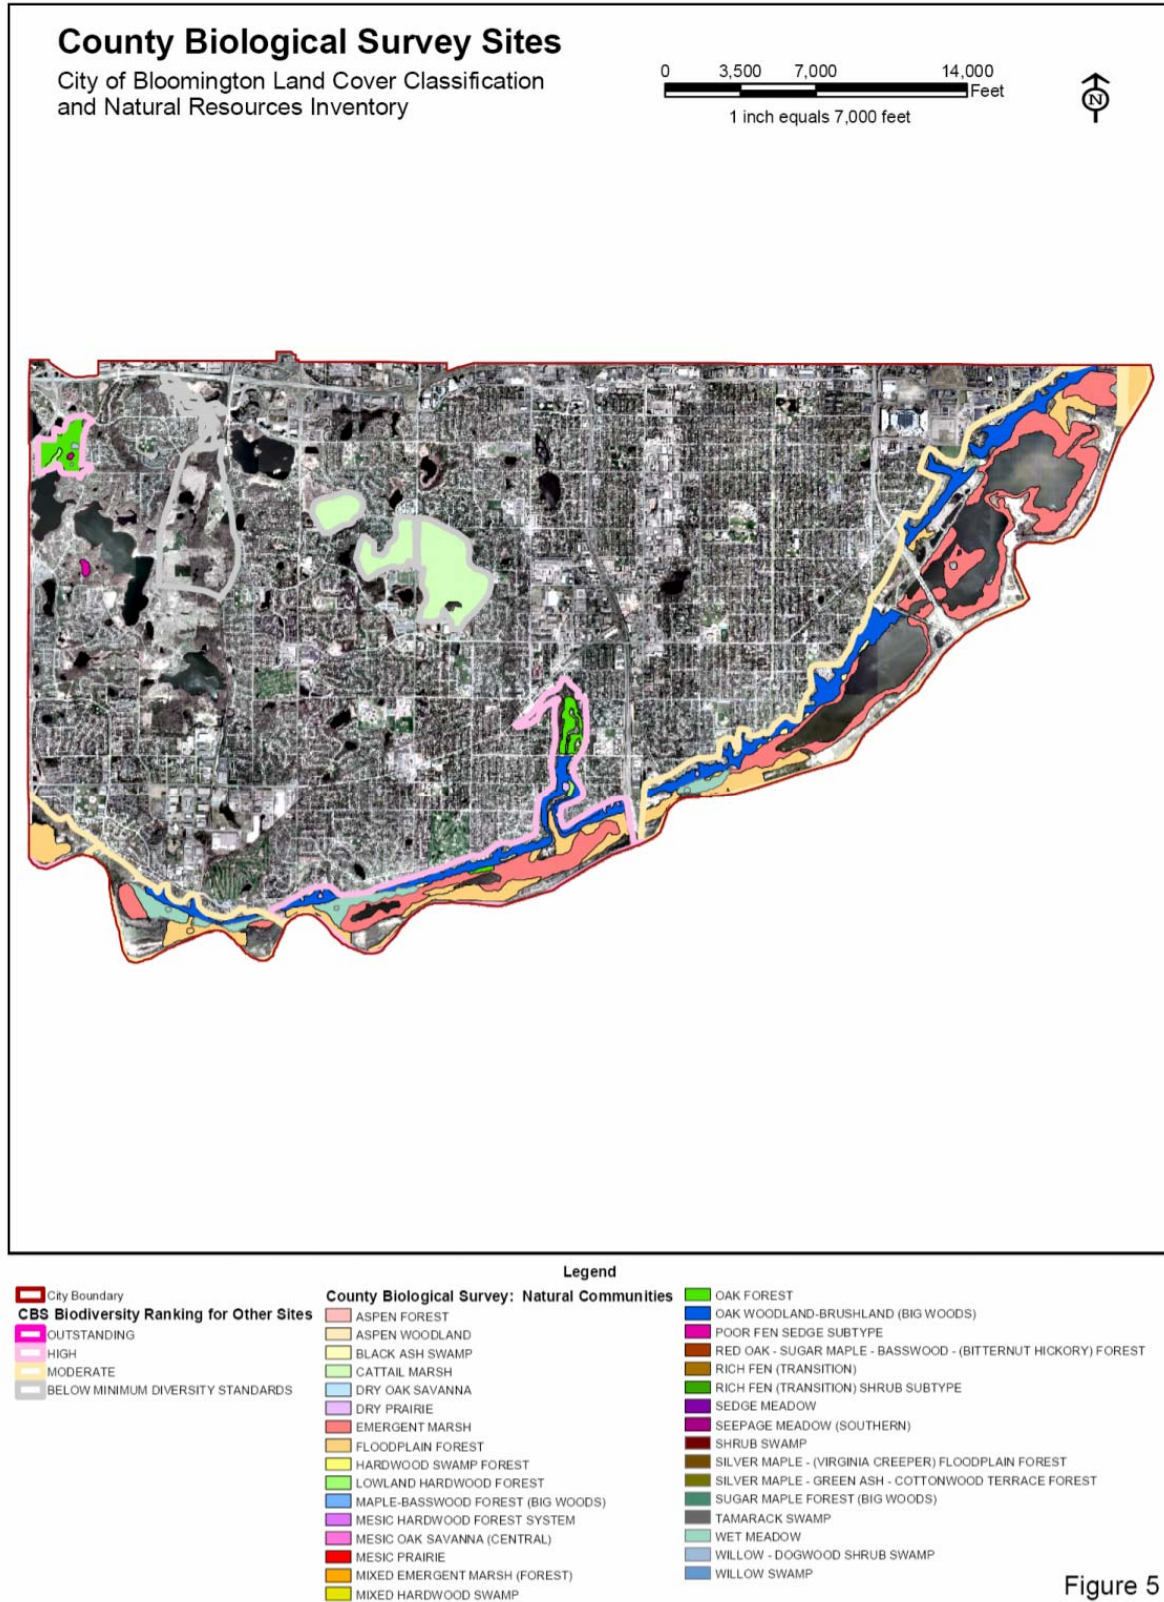 County Biological Survey Sites
City of Bloomington Land Cover Classification
and Natural Resources Inventory
0 3,500 7,000 14,000
Feet
1 inch equals 7,000 feet
N
Legend
City Boundary
CBS Biodiversity Ranking for Other Sites
OUTSTANDING
HIGH
MODERATE
BELOW MINIMUM DIVERSITY STANDARDS
County Biological Survey: Natural Communities
ASPEN FOREST
ASPEN WOODLAND
BLACK ASH SWAMP
CATTAIL MARSH
DRY OAK SAVANNA
DRY PRAIRIE
EMERGENT MARSH
FLOODPLAIN FOREST
HARDWOOD SWAMP FOREST
LOWLAND HARDWOOD FOREST
MAPLE-BASSWOOD FOREST (BIG WOODS)
MESIC HARDWOOD FOREST SYSTEM
MESIC OAK SAVANNA (CENTRAL)
MESIC PRAIRIE
MIXED EMERGENT MARSH (FOREST)
MIXED HARDWOOD SWAMP
OAK FOREST
OAK WOODLAND-BRUSHLAND (BIG WOODS)
POOR FEN SEDGE SUBTYPE
RED OAK - SUGAR MAPLE - BASSWOOD - (BITTERNUT HICKORY) FOREST
RICH FEN (TRANSITION)
RICH FEN (TRANSITION) SHRUB SUBTYPE
SEDGE MEADOW
SEEPAGE MEADOW (SOUTHERN)
SHRUB SWAMP
SILVER MAPLE - (VIRGINIA CREEPER) FLOODPLAIN FOREST
SILVER MAPLE - GREEN ASH - COTTONWOOD TERRACE FOREST
SUGAR MAPLE FOREST (BIG WOODS)
TAMARACK SWAMP
WET MEADOW
WILLOW - DOGWOOD SHRUB SWAMP
WILLOW SWAMP
Figure 5